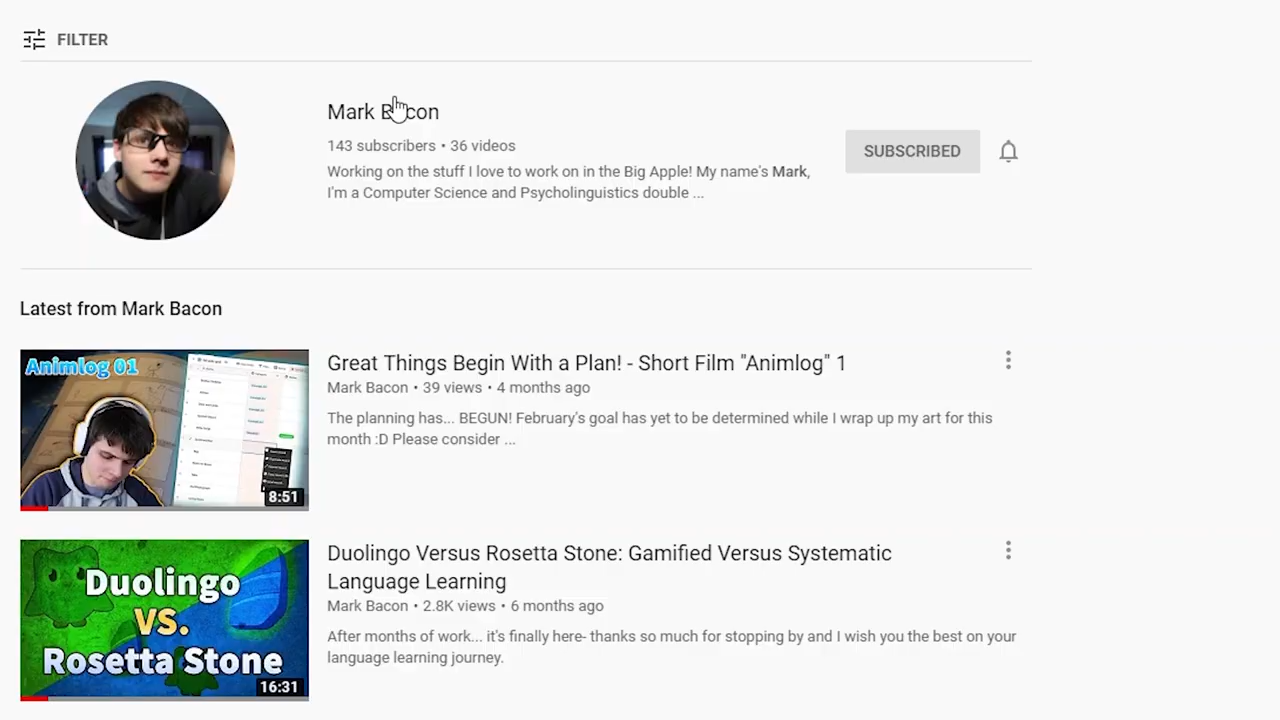 FILTER
Mark Bacon
143 subscribers • 36 videos
Working on the stuff I love to work on in the Big Apple! My name's Mark,
I'm a Computer Science and Psycholinguistics double ...
SUBSCRIBED
Latest from Mark Bacon
Animlog 01
8:51
Great Things Begin With a Plan! - Short Film "Animlog" 1
Mark Bacon • 39 views • 4 months ago
The planning has... BEGUN! February's goal has yet to be determined while I wrap up my art for this
month :D Please consider ...
Duolingo
VS.
Rosetta Stone
16:31
Duolingo Versus Rosetta Stone: Gamified Versus Systematic
Language Learning
Mark Bacon • 2.8K views • 6 months ago
After months of work... it's finally here- thanks so much for stopping by and I wish you the best on your
language learning journey.